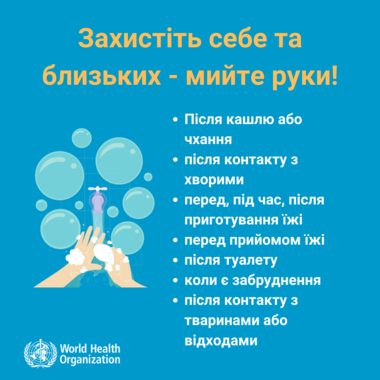 Захистіть себе та
близьких - мийте руки!
Після кашлю або
чхання
після контакту з
хворими
перед, під час, після
приготування їжі
перед прийомом їжі
після туалету
коли є забруднення
після контакту з
тваринами або
відходами
World Health
Organization